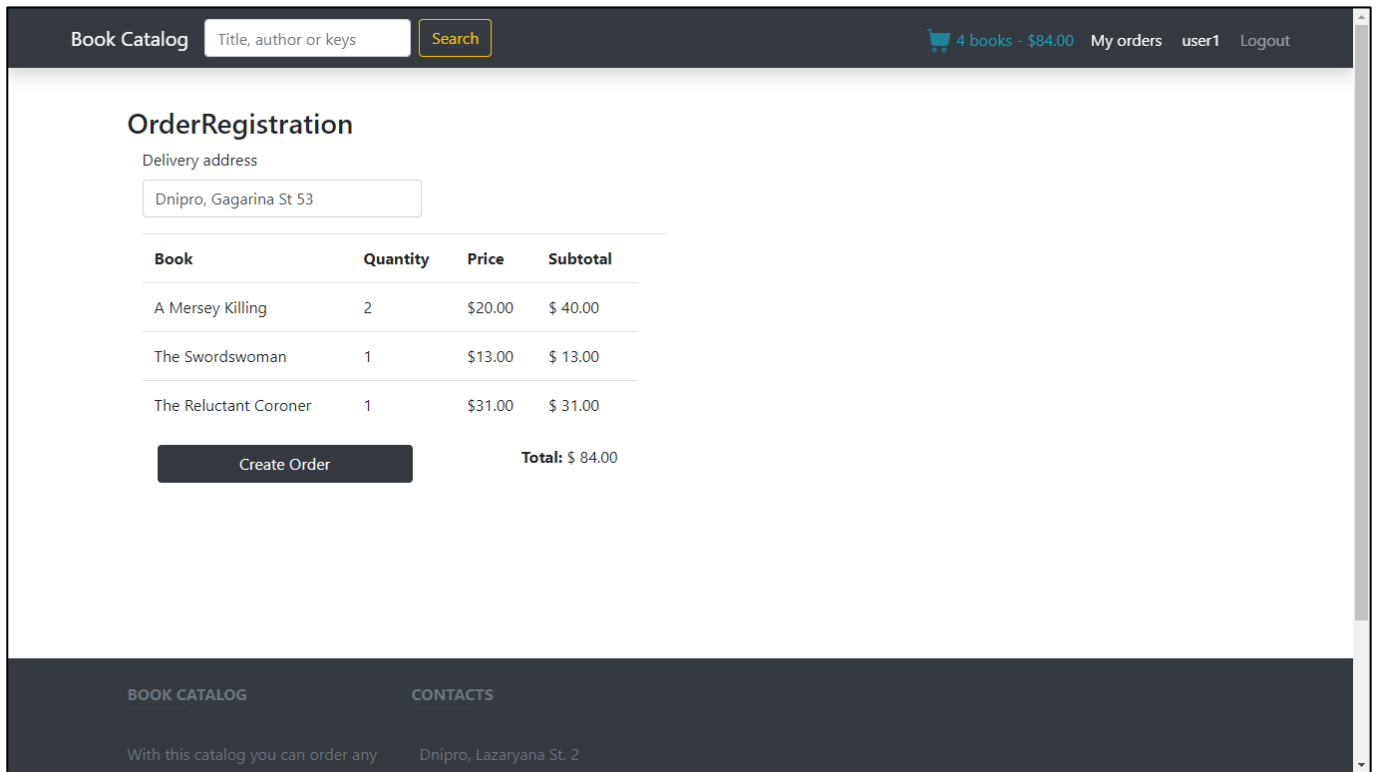 Book Catalog Title, author or keys Search 4 books - $84.00 My orders user1 Logout
OrderRegistration
Delivery address
Dnipro, Gagarina St 53
Book Quantity Price Subtotal
A Mersey Killing 2 $20.00 $ 40.00
The Swordswoman 1 $13.00 $ 13.00
The Reluctant Coroner 1 $31.00 $ 31.00
Create Order Total: $ 84.00
BOOK CATALOG CONTACTS
With this catalog you can order any Dnipro, Lazaryana St. 2